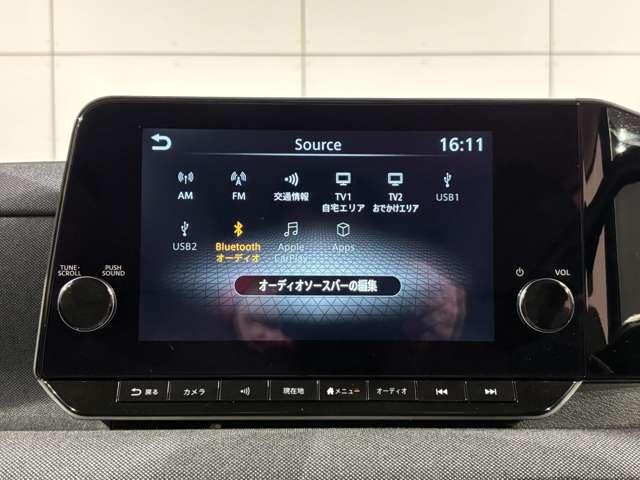 Source
16:11
AM
FM
交通情報
TV1
自宅エリア
TV2
おでかけエリア
USB1
USB2
Bluetooth
オーディオ
Apple
CarPlay
Apps
オーディオソースバーの編集
TUNE·
SCROLL
PUSH
SOUND
VOL
戻る
カメラ
現在地
メニュー
オーディオ